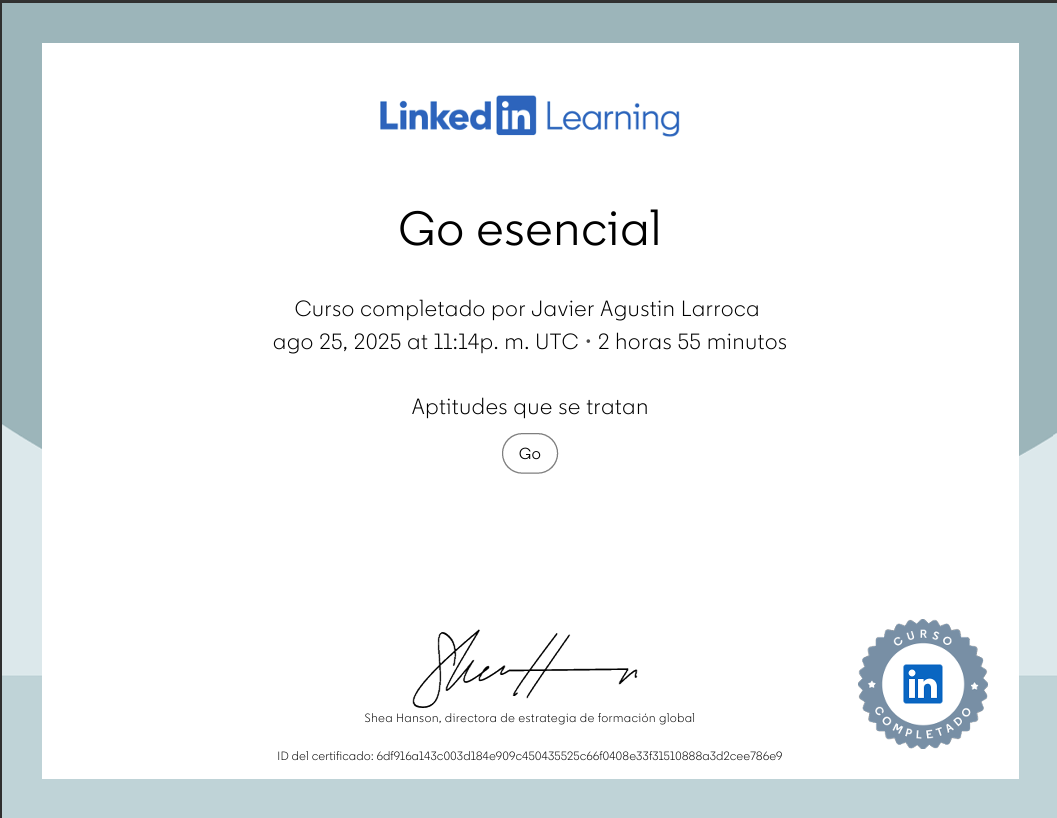 Linked in Learning
Go esencial
Curso completado por Javier Agustin Larroca
ago 25, 2025 at 11:14p. m. UTC • 2 horas 55 minutos
Aptitudes que se tratan
Go
Shea Hanson, directora de estrategia de formación global
ID del certificado: 6df916a143c003d184e909c450435525c66f0408e33f31510888a3d2cee786e9
CURSO
in
COMPLETADO